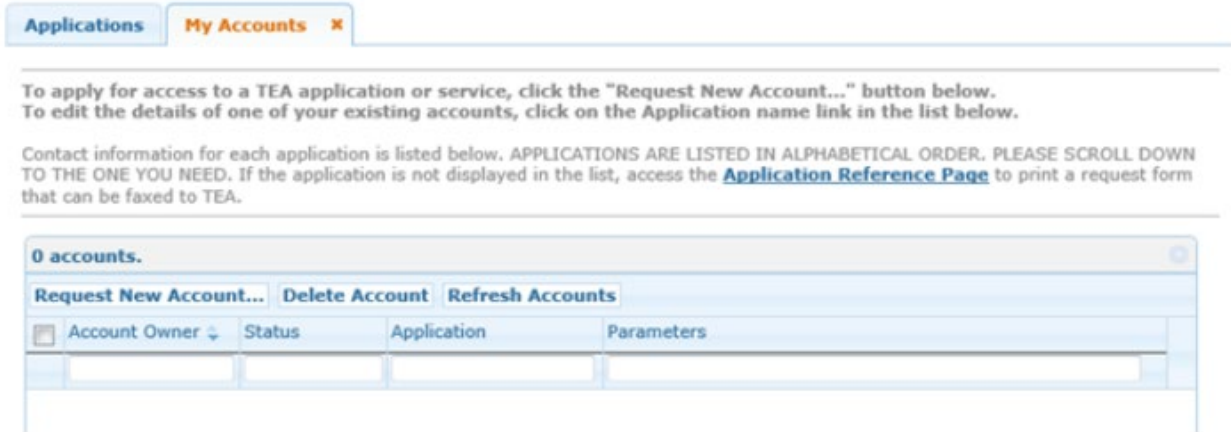 Applications My Accounts ×
To apply for access to a TEA application or service, click the "Request New Account..." button below.
To edit the details of one of your existing accounts, click on the Application name link in the list below.
Contact information for each application is listed below. APPLICATIONS ARE LISTED IN ALPHABETICAL ORDER. PLEASE SCROLL DOWN
TO THE ONE YOU NEED. If the application is not displayed in the list, access the Application Reference Page to print a request form
that can be faxed to TEA.
0 accounts.
Request New Account... Delete Account Refresh Accounts
Account Owner Status Application Parameters